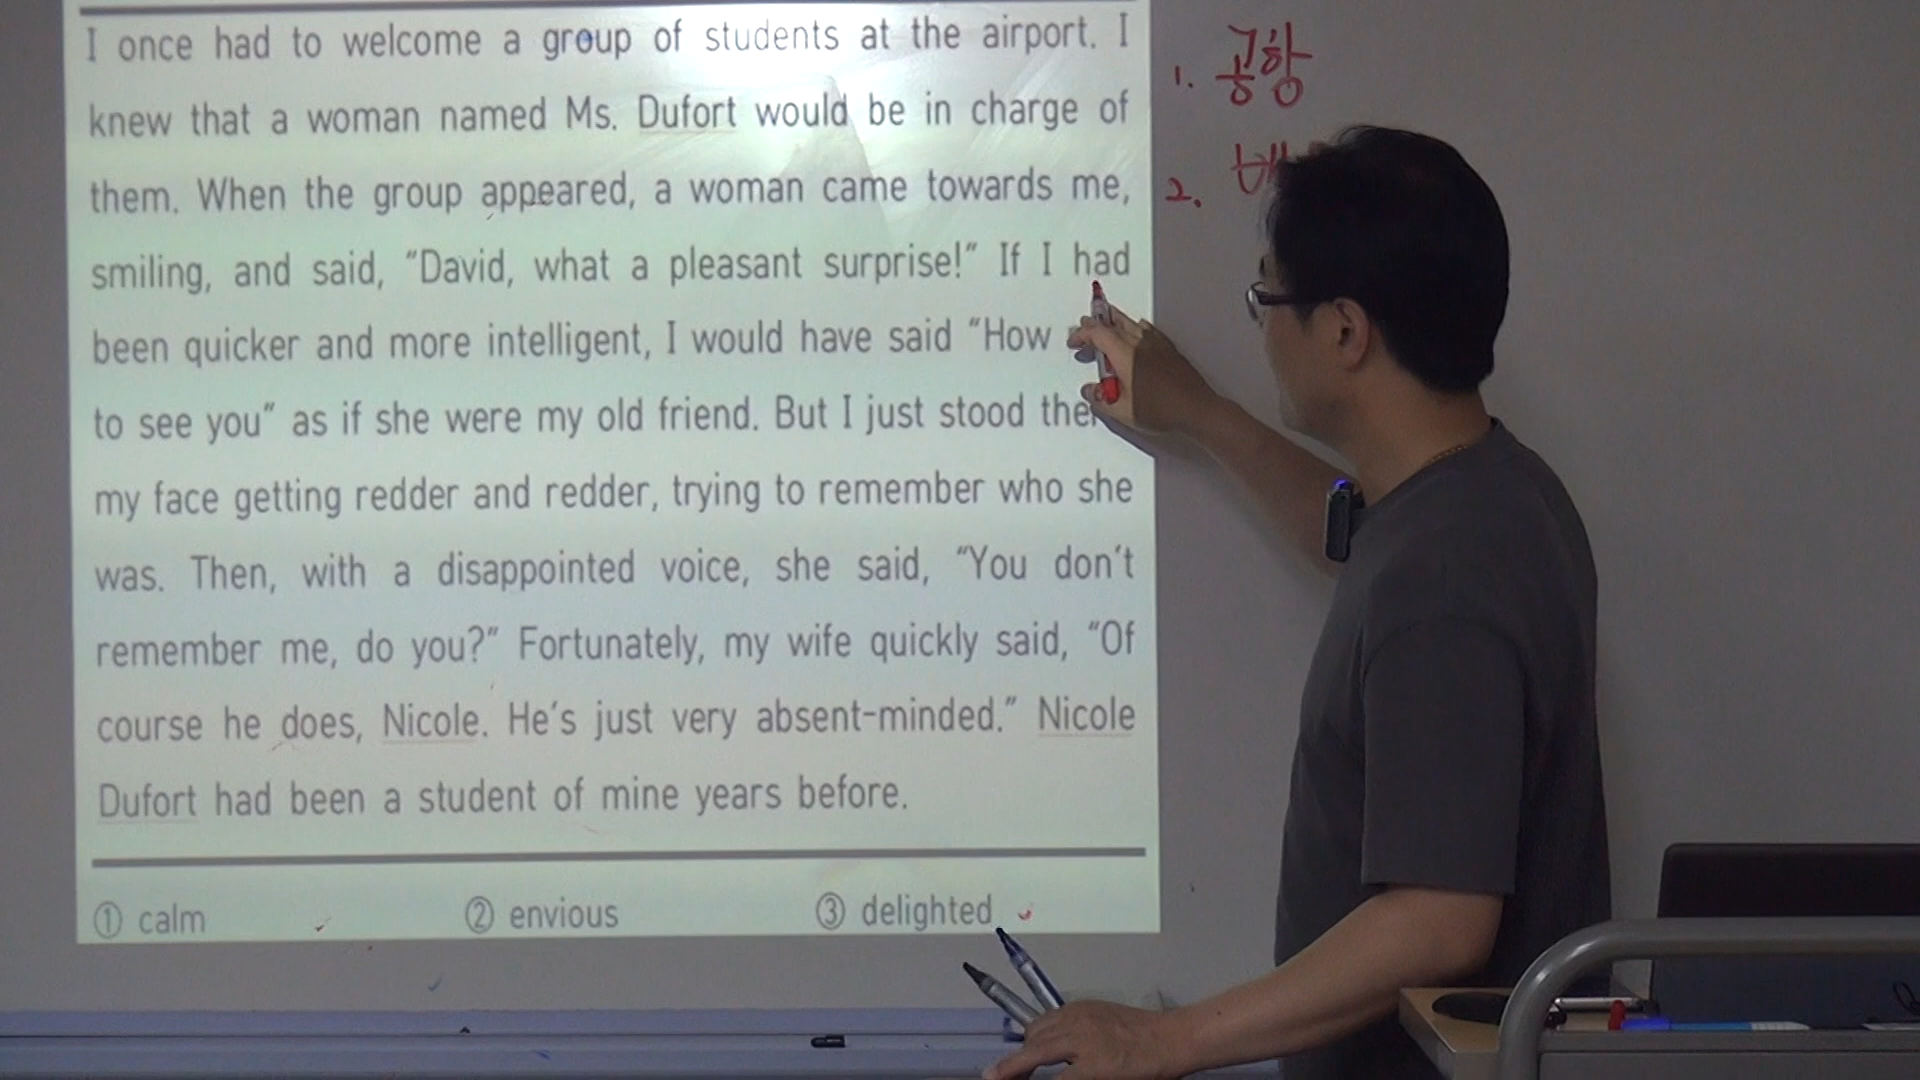 I once had to welcome a group of students at the airport. I
knew that a woman named Ms. Dufort would be in charge of
them. When the group appeared, a woman came towards me,
smiling, and said, “David, what a pleasant surprise!” If I had
been quicker and more intelligent, I would have said “How
to see you” as if she were my old friend. But I just stood
my face getting redder and redder, trying to remember who she
was. Then, with a disappointed voice, she said, “You don’t
remember me, do you?” Fortunately, my wife quickly said, “Of
course he does, Nicole. He’s just very absent-minded.” Nicole
Dufort had been a student of mine years before.
① calm ② envious ③ delighted
1. 공항
2.